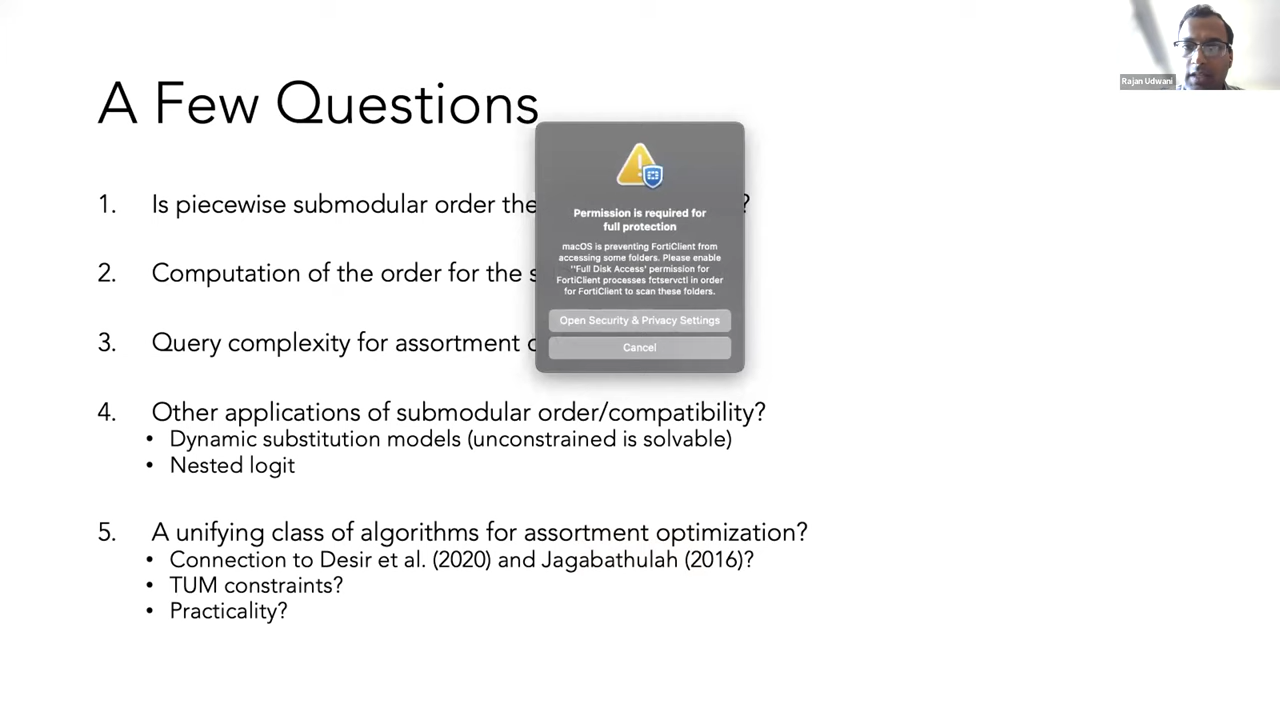 A Few Questions
Rajan Udwani
1. Is piecewise submodular order the ?
2. Computation of the order for the s
3. Query complexity for assortment
4. Other applications of submodular order/compatibility?
• Dynamic substitution models (unconstrained is solvable)
• Nested logit
5. A unifying class of algorithms for assortment optimization?
• Connection to Desir et al. (2020) and Jagabathulah (2016)?
• TUM constraints?
• Practicality?
Permission is required for
full protection
macOS is preventing FortiClient from
accessing some folders. Please enable
"Full Disk Access' permission for
FortiClient processes fctservctl in order
for FortiClient to scan these folders.
Open Security & Privacy Settings
Cancel